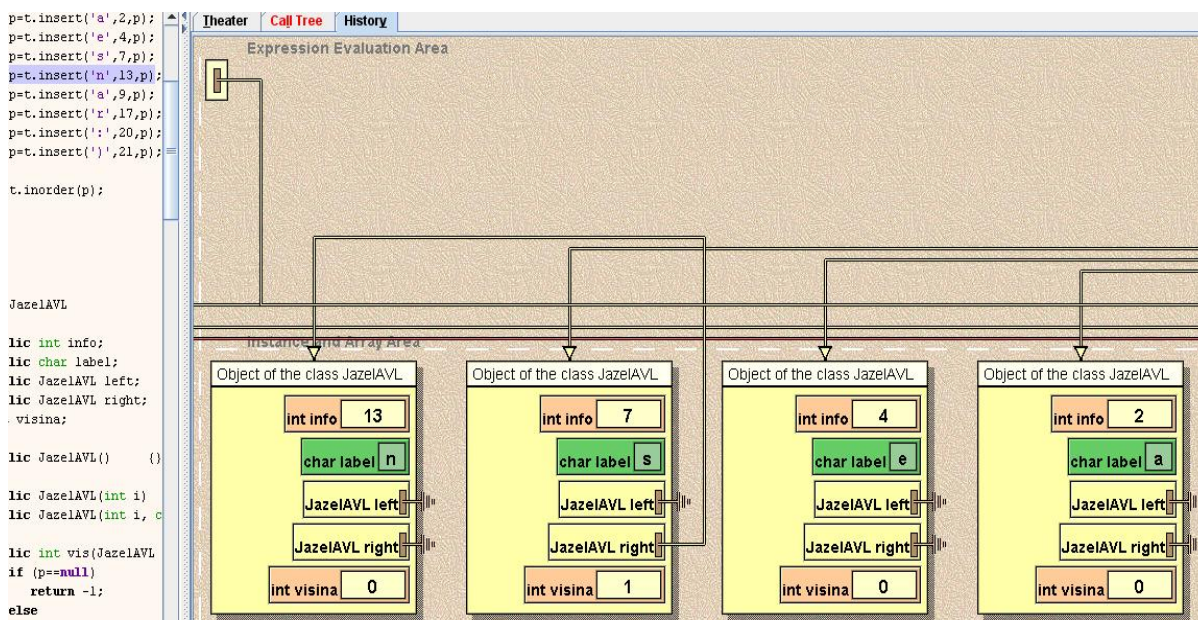 p=t.insert('a',2,p);
p=t.insert('e',4,p);
p=t.insert('s',7,p);
p=t.insert('n',13,p);
p=t.insert('a',9,p);
p=t.insert('r',17,p);
p=t.insert(':',20,p);
p=t.insert(')',21,p);
t.inorder(p);
JazelAVL
lic int info;
lic char label;
lic JazelAVL left;
lic JazelAVL right;
visina;
lic JazelAVL() {}
lic JazelAVL(int i)
lic JazelAVL(int i, c
lic int vis(JazelAVL
if (p==null)
return -1;
else
Theater Call Tree History
Expression Evaluation Area
Instance and Array Area
Object of the class JazelAVL
int info 13
char label n
JazelAVL left
JazelAVL right
int visina 0
Object of the class JazelAVL
int info 7
char label s
JazelAVL left
JazelAVL right
int visina 1
Object of the class JazelAVL
int info 4
char label e
JazelAVL left
JazelAVL right
int visina 0
Object of the class JazelAVL
int info 2
char label a
JazelAVL left
JazelAVL right
int visina 0